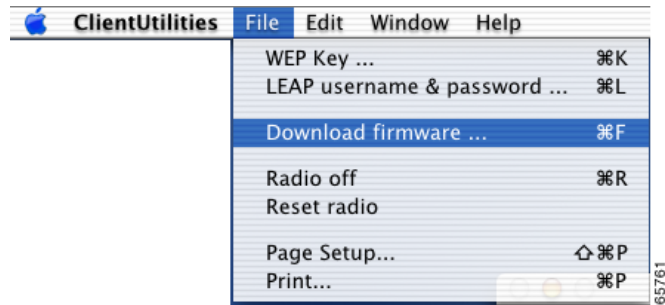 ClientUtilities File Edit Window Help
WEP Key ... ⌘K
LEAP username & password ... ⌘L
Download firmware ... ⌘F
Radio off ⌘R
Reset radio
Page Setup... ⇧⌘P
Print... ⌘P
65761